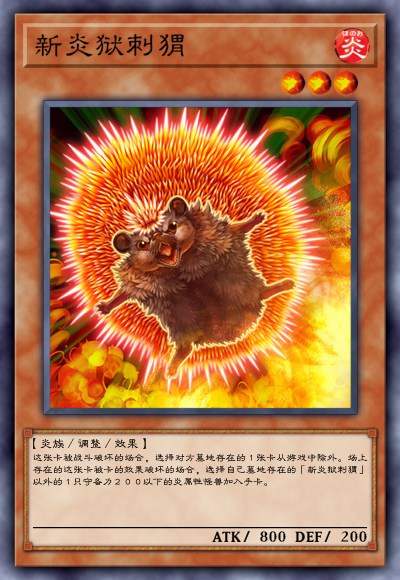 新炎狱刺猬
ほのお
炎
【炎族／调整／效果】
这张卡被战斗破坏的场合，选择对方墓地存在的１张卡从游戏中除外。场上
存在的这张卡被卡的效果破坏的场合，选择自己墓地存在的「新炎狱刺猬」
以外的１只守备力２００以下的炎属性怪兽加入手卡。
ATK/ 800 DEF/ 200